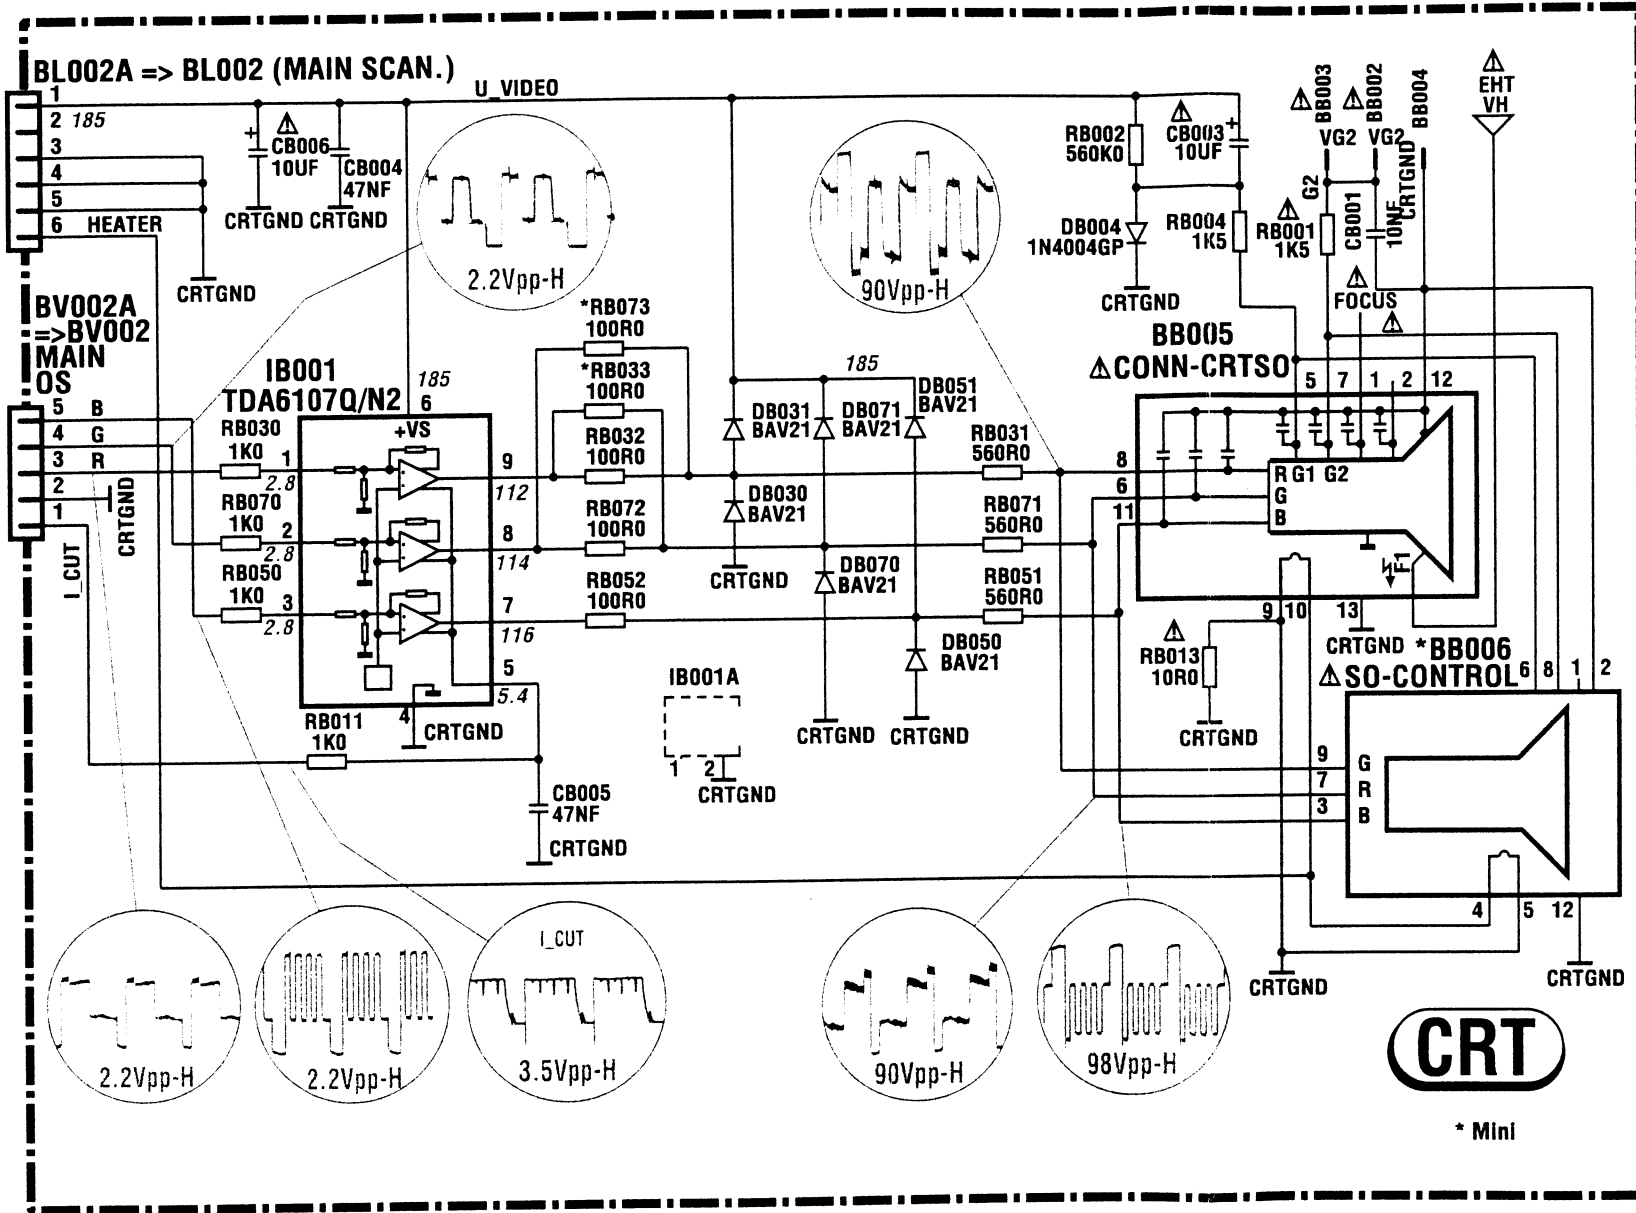 BL002A => BL002 (MAIN SCAN.)
1
2 185
3
4
5
6 HEATER
U_VIDEO
CB006
10UF
CB004
47NF
CRTGND CRTGND
CRTGND
2.2Vpp-H
90Vpp-H
RB002
560K0
CB003
10UF
DB004
1N4004GP
RB004
1K5
CRTGND
BB003
BB002
BB004
VG2
VG2
CRTGND
G2
RB001
1K5
CB001
10NF
EHT
VH
FOCUS
BV002A
=>BV002
MAIN
OS
5 B
4 G
3 R
2
1
CRTGND
I_CUT
IB001
TDA6107Q/N2
185
6
+VS
RB030
1K0
1
2.8
RB070
1K0
2
2.8
RB050
1K0
3
2.8
9
112
8
114
7
116
5
5.4
4
CRTGND
RB011
1K0
CB005
47NF
CRTGND
*RB073
100R0
*RB033
100R0
RB032
100R0
RB072
100R0
RB052
100R0
185
DB031
BAV21
DB071
BAV21
DB051
BAV21
DB030
BAV21
CRTGND
DB070
BAV21
DB050
BAV21
CRTGND CRTGND
IB001A
1 2
CRTGND
RB031
560R0
RB071
560R0
RB051
560R0
BB005
CONN-CRTSO
5 7 1 2 12
8
6
11
R G1 G2
G
B
F1
9 10 13
CRTGND
RB013
10R0
CRTGND
*BB006
SO-CONTROL
6 8 1 2
9 G
7 R
3 B
4 5 12
CRTGND
CRTGND
2.2Vpp-H
2.2Vpp-H
I_CUT
3.5Vpp-H
90Vpp-H
98Vpp-H
CRT
* Mini